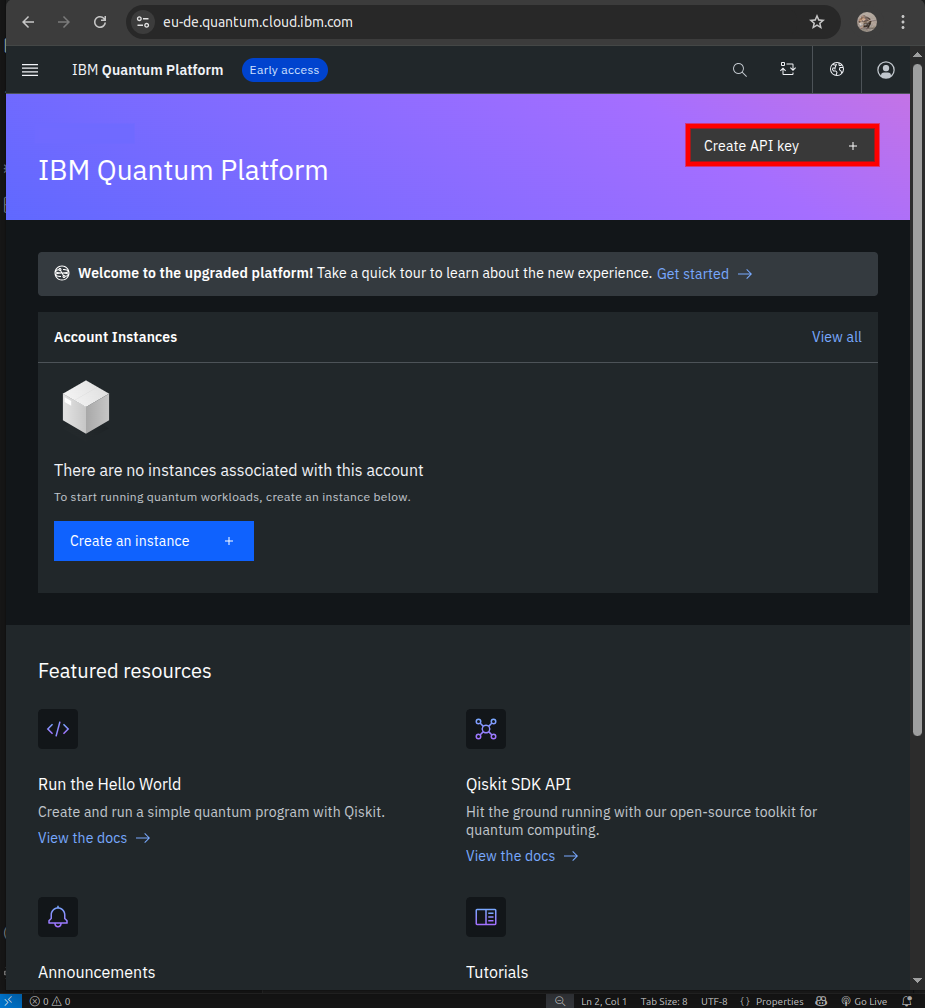 eu-de.quantum.cloud.ibm.com
IBM Quantum Platform Early access
Create API key +
IBM Quantum Platform
Welcome to the upgraded platform! Take a quick tour to learn about the new experience. Get started →
Account Instances View all
There are no instances associated with this account
To start running quantum workloads, create an instance below.
Create an instance +
Featured resources
</>
Run the Hello World
Create and run a simple quantum program with Qiskit.
View the docs →
Qiskit SDK API
Hit the ground running with our open-source toolkit for
quantum computing.
View the docs →
Announcements
Tutorials
0 0 Ln 2, Col 1 Tab Size: 8 UTF-8 {} Properties Go Live